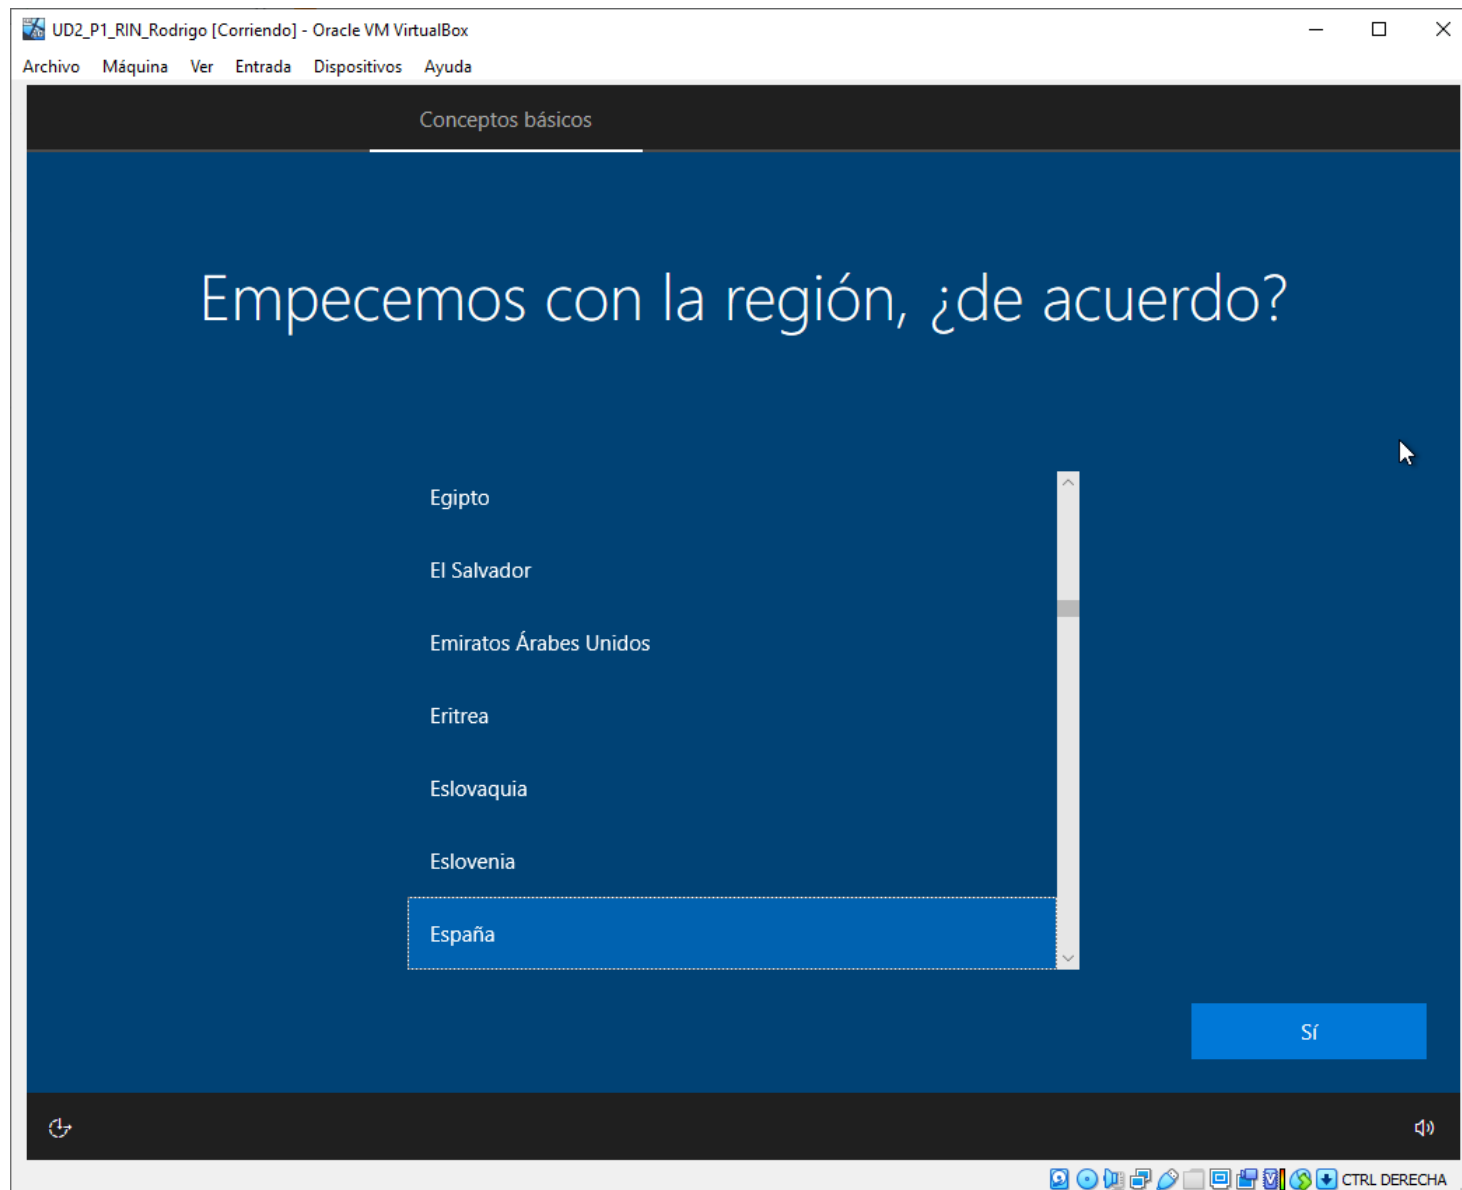 UD2_P1_RIN_Rodrigo [Corriendo] - Oracle VM VirtualBox
Archivo Máquina Ver Entrada Dispositivos Ayuda
Conceptos básicos
Empecemos con la región, ¿de acuerdo?
Egipto
El Salvador
Emiratos Árabes Unidos
Eritrea
Eslovaquia
Eslovenia
España
Sí
CTRL DERECHA